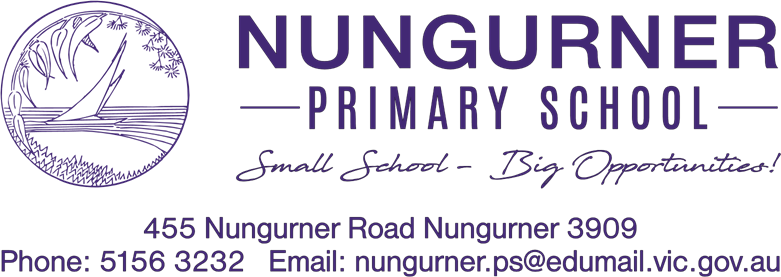 NUNGURNER
PRIMARY SCHOOL
Small School - Big Opportunities!
455 Nungurner Road Nungurner 3909
Phone: 5156 3232 Email: nungurner.ps@edumail.vic.gov.au